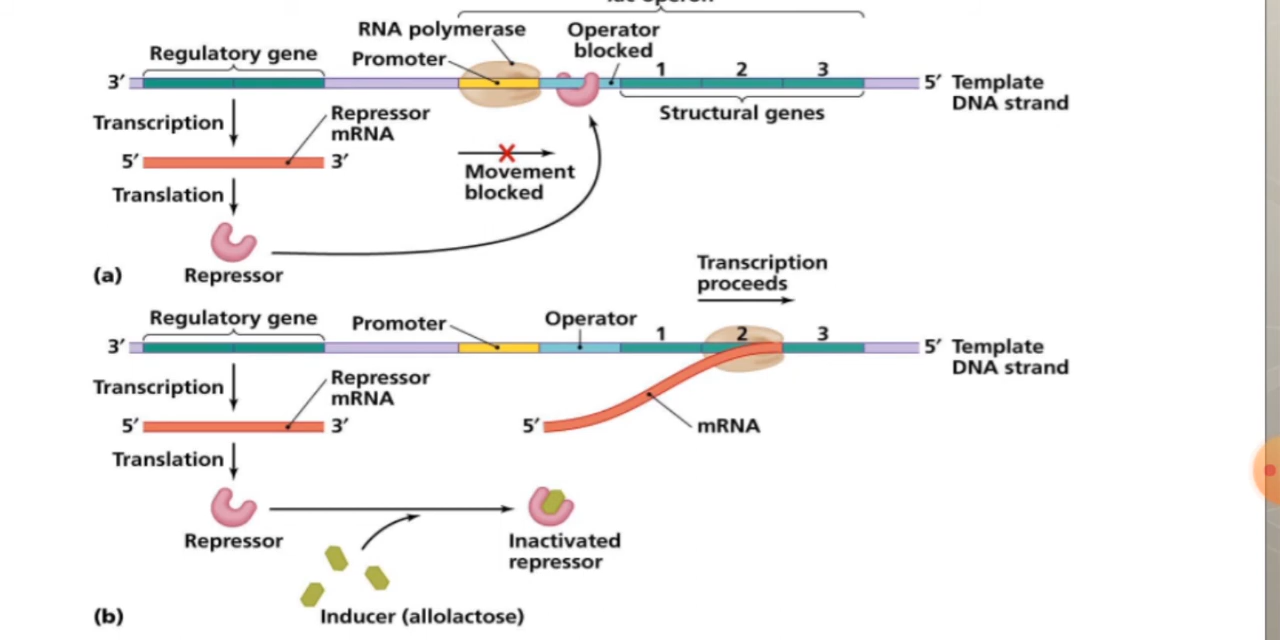 RNA polymerase
Operator
blocked
Regulatory gene
Promoter
1 2 3
3′
5′ Template
DNA strand
Structural genes
Transcription
Repressor
mRNA
5′
3′
Movement
blocked
Translation
(a)
Repressor
Transcription
proceeds
Regulatory gene
Promoter
Operator
1 2 3
3′
5′ Template
DNA strand
Transcription
Repressor
mRNA
5′
3′
5′
mRNA
Translation
Repressor
Inactivated
repressor
(b)
Inducer (allolactose)